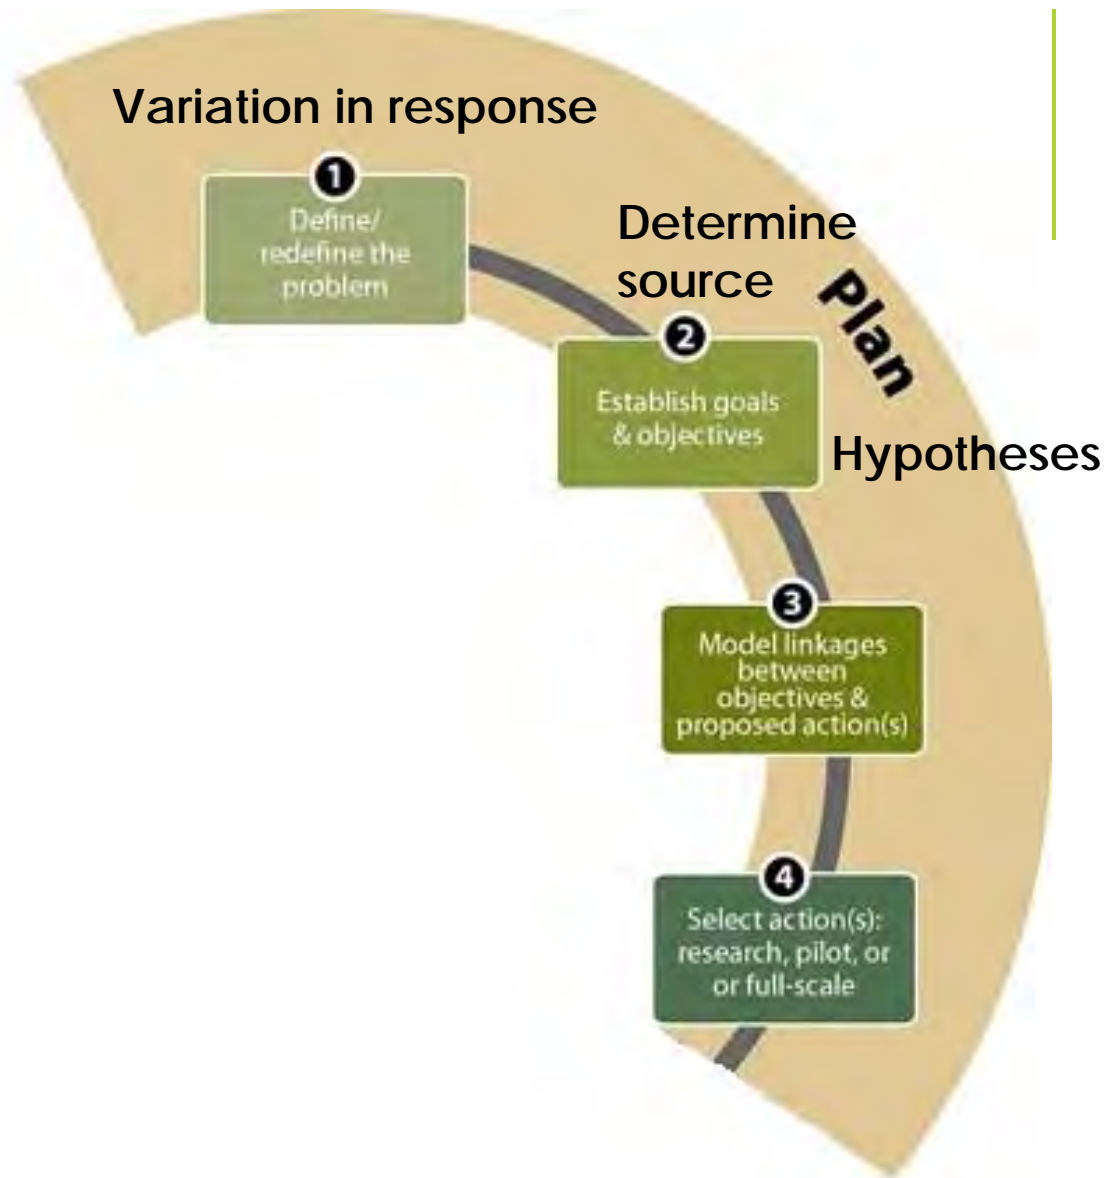 Variation in response
1
Define/
redefine the
problem
Determine
source
Plan
2
Establish goals
& objectives
Hypotheses
3
Model linkages
between
objectives &
proposed action(s)
4
Select action(s):
research, pilot, or
or full-scale